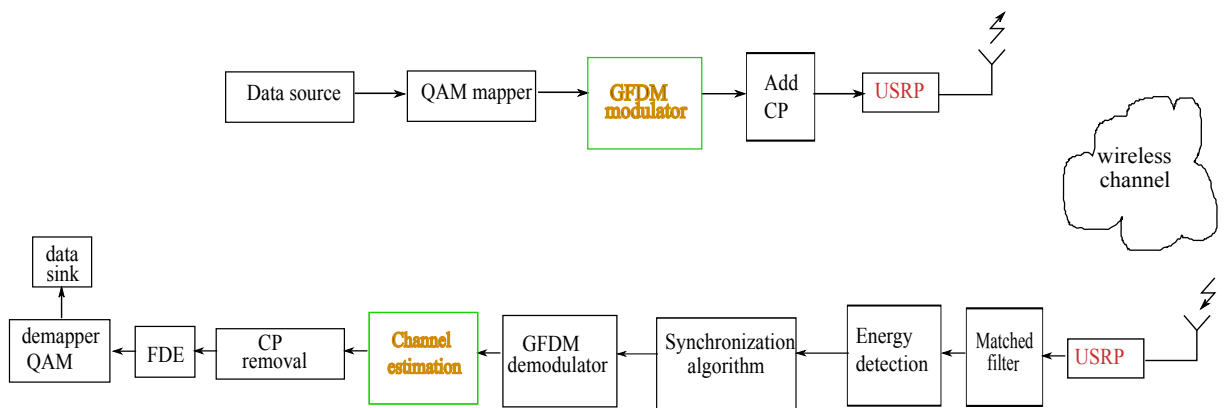 Data source
QAM mapper
GFDM
modulator
Add
CP
USRP
wireless
channel
data
sink
demapper
QAM
FDE
CP
removal
Channel
estimation
GFDM
demodulator
Synchronization
algorithm
Energy
detection
Matched
filter
USRP